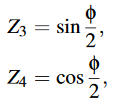 Z₃ = sin ϕ/2,
Z₄ = cos ϕ/2,